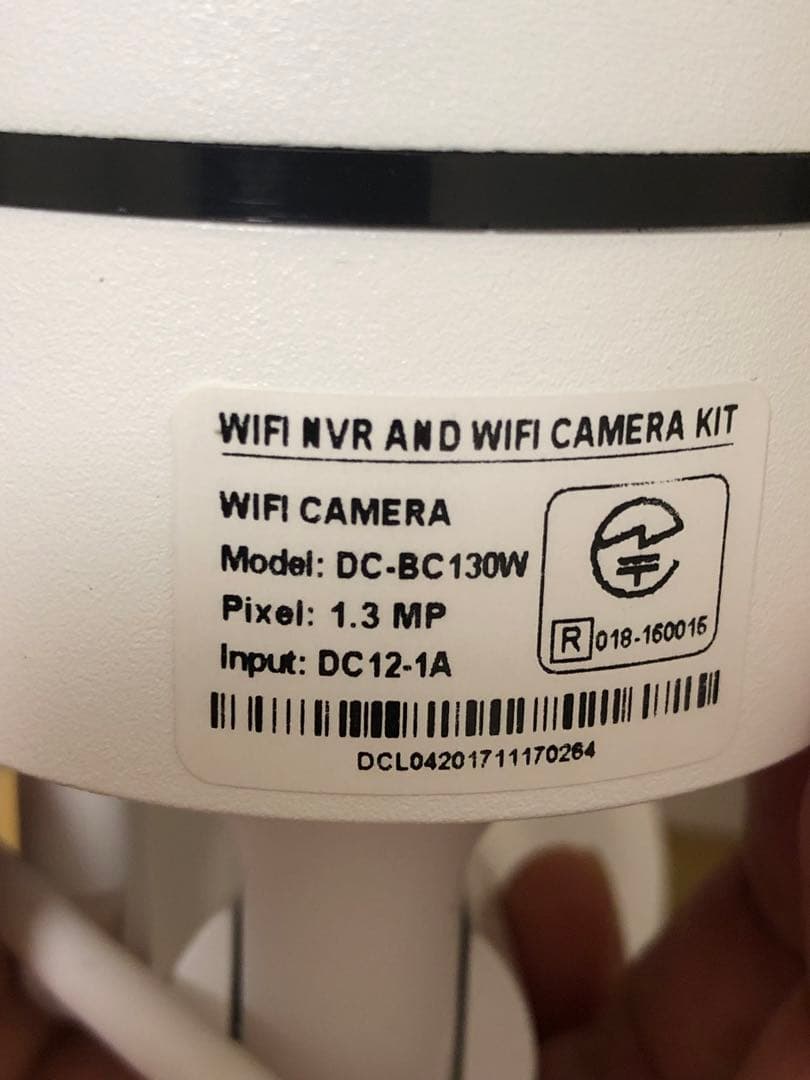 WIFI NVR AND WIFI CAMERA KIT
WIFI CAMERA
Model: DC-BC130W
Pixel: 1.3 MP
Input: DC12-1A
R 018-160015
DCL04201711170264